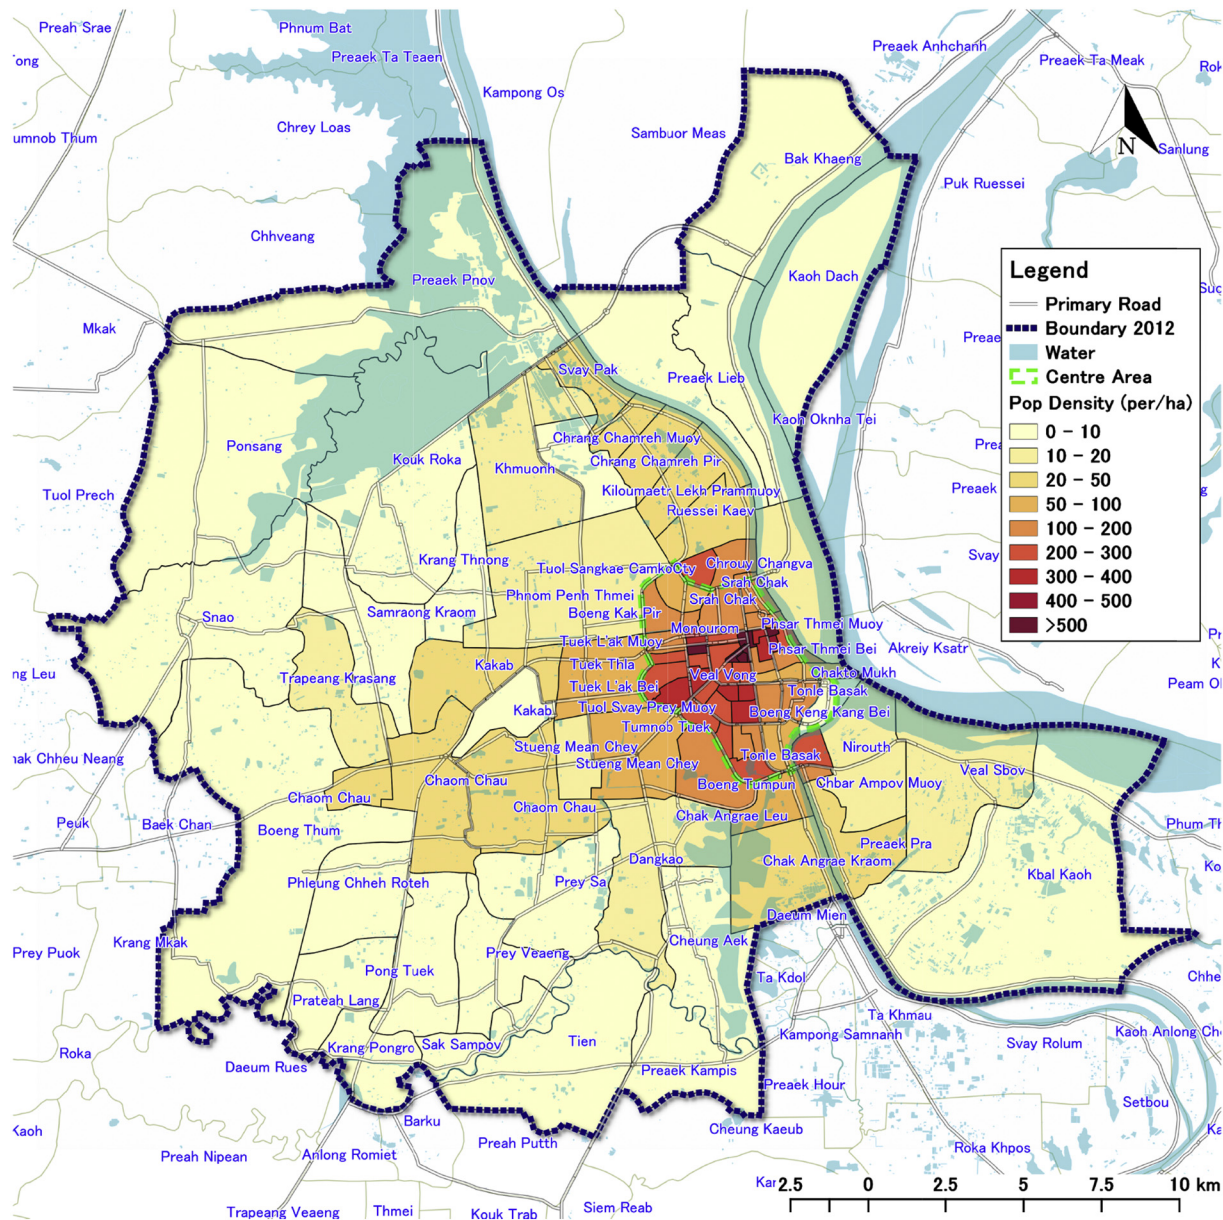 Preah Srae
Phnum Bat
Preaek Ta Teaen
Preaek Anhchanh
Preaek Ta Meak
Kampong Os
Chrey Loas
Sambuor Meas
umnob Thum
N
Sanlung
Bak Khaeng
Puk Ruessei
Chhveang
Preaek Pnov
Kaoh Dach
Mkak
Legend
Primary Road
Boundary 2012
Water
Centre Area
Pop Density (per/ha)
0 - 10
10 - 20
20 - 50
50 - 100
100 - 200
200 - 300
300 - 400
400 - 500
>500
Svay Pak
Preaek Lieb
Kaoh Oknha Tei
Ponsang
Kouk Roka
Khmuonh
Chrang Chamreh Muoy
Chrang Chamreh Pir
Kiloumaetr Lekh Prammuoy
Ruessei Kaev
Tuol Prech
Preaek
Krang Thnong
Tuol Sangkae CamkoCty
Chrouy Changva
Srah Chak
Phnom Penh Thmei
Srah Chak
Samraong Kraom
Boeng Kak Pir
Snao
Monourom
Phsar Thmei Muoy
Tuek L'ak Muoy
Phsar Thmei Bei
Akreiy Ksatr
Kakab
Tuek Thla
Veal Vong
Chakto Mukh
Trapeang Krasang
Tuek L'ak Bei
Tonle Basak
Peam
Kakab
Tuol Svay Prey Muoy
Boeng Keng Kang Bei
Tumnob Tuek
Stueng Mean Chey
Nirouth
Stueng Mean Chey
Tonle Basak
Veal Sbov
Chaom Chau
Boeng Tumpun
Chbar Ampov Muoy
Chaom Chau
Chaom Chau
Chak Angrae Leu
Peuk
Baek Chan
Boeng Thum
Preaek Pra
Dangkao
Chak Angrae Kraom
Kbal Kaoh
Phleung Chheh Roteh
Prey Sa
Daeum Mien
Prey Puok
Krang Mkak
Prey Veaeng
Cheung Aek
Pong Tuek
Ta Kdol
Prateah Lang
Ta Khmau
Kampong Samnanh
Kaoh Anlong
Roka
Krang Pongro
Sak Sampov
Tien
Svay Rolum
Daeum Rues
Preaek Kampis
Preaek Hour
Setbou
Barku
Cheung Kaeub
Preah Putth
Roka Khpos
Preah Nipean
Anlong Romiet
2.5 0 2.5 5 7.5 10 km
Trapeang Veaeng
Thmei
Kouk Trab
Siem Reab